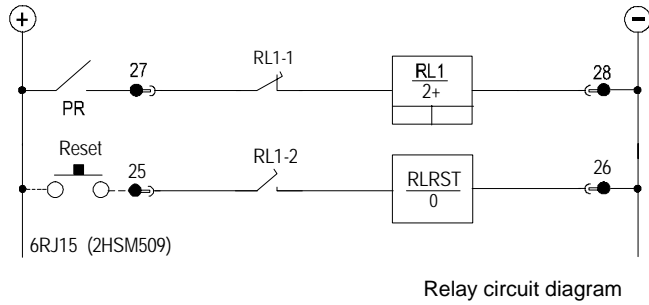 +
−
27
RL1-1
RL1
2+
28
PR
Reset
25
RL1-2
RLRST
0
26
6RJ15 (2HSM509)
Relay circuit diagram